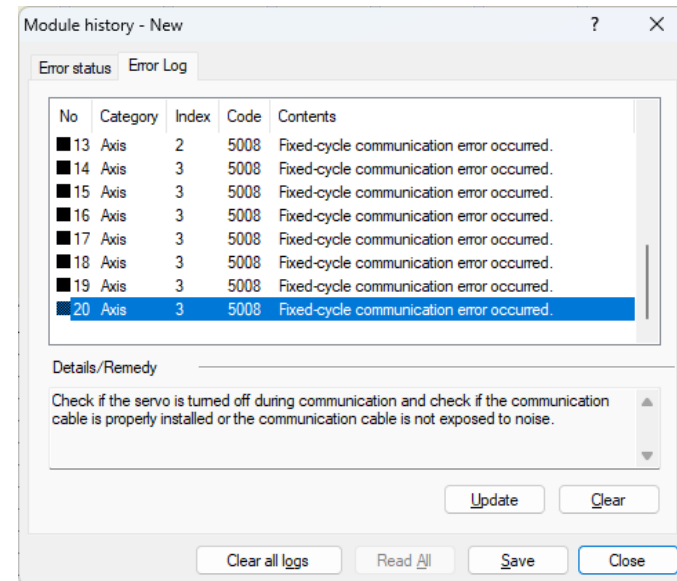 Module history - New ? ×
Error status Error Log
No Category Index Code Contents
13 Axis 2 5008 Fixed-cycle communication error occurred.
14 Axis 3 5008 Fixed-cycle communication error occurred.
15 Axis 3 5008 Fixed-cycle communication error occurred.
16 Axis 3 5008 Fixed-cycle communication error occurred.
17 Axis 3 5008 Fixed-cycle communication error occurred.
18 Axis 3 5008 Fixed-cycle communication error occurred.
19 Axis 3 5008 Fixed-cycle communication error occurred.
20 Axis 3 5008 Fixed-cycle communication error occurred.
Details/Remedy
Check if the servo is turned off during communication and check if the communication
cable is properly installed or the communication cable is not exposed to noise.
Update Clear
Clear all logs Read All Save Close